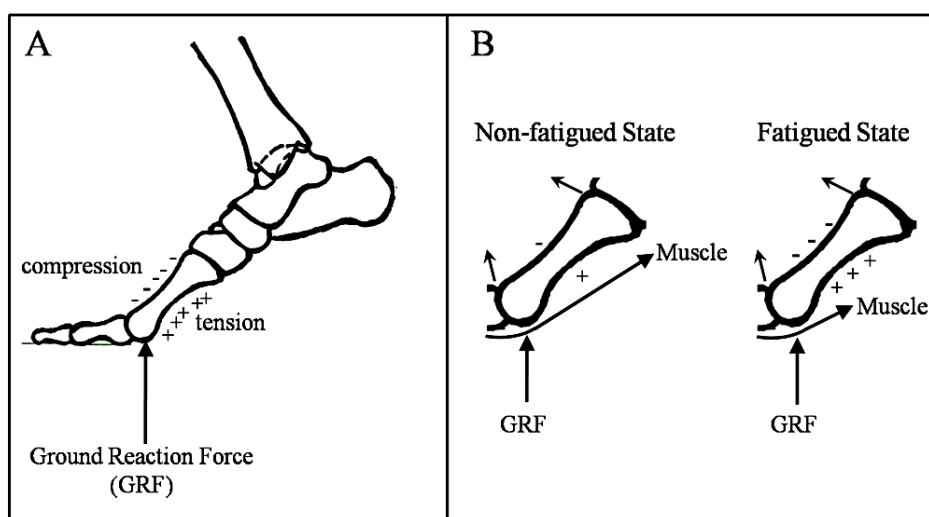 A
compression
- - - - -
+ + + + +
tension
Ground Reaction Force
(GRF)
B
Non-fatigued State
-
+
Muscle
GRF
Fatigued State
- - -
+ + +
Muscle
GRF